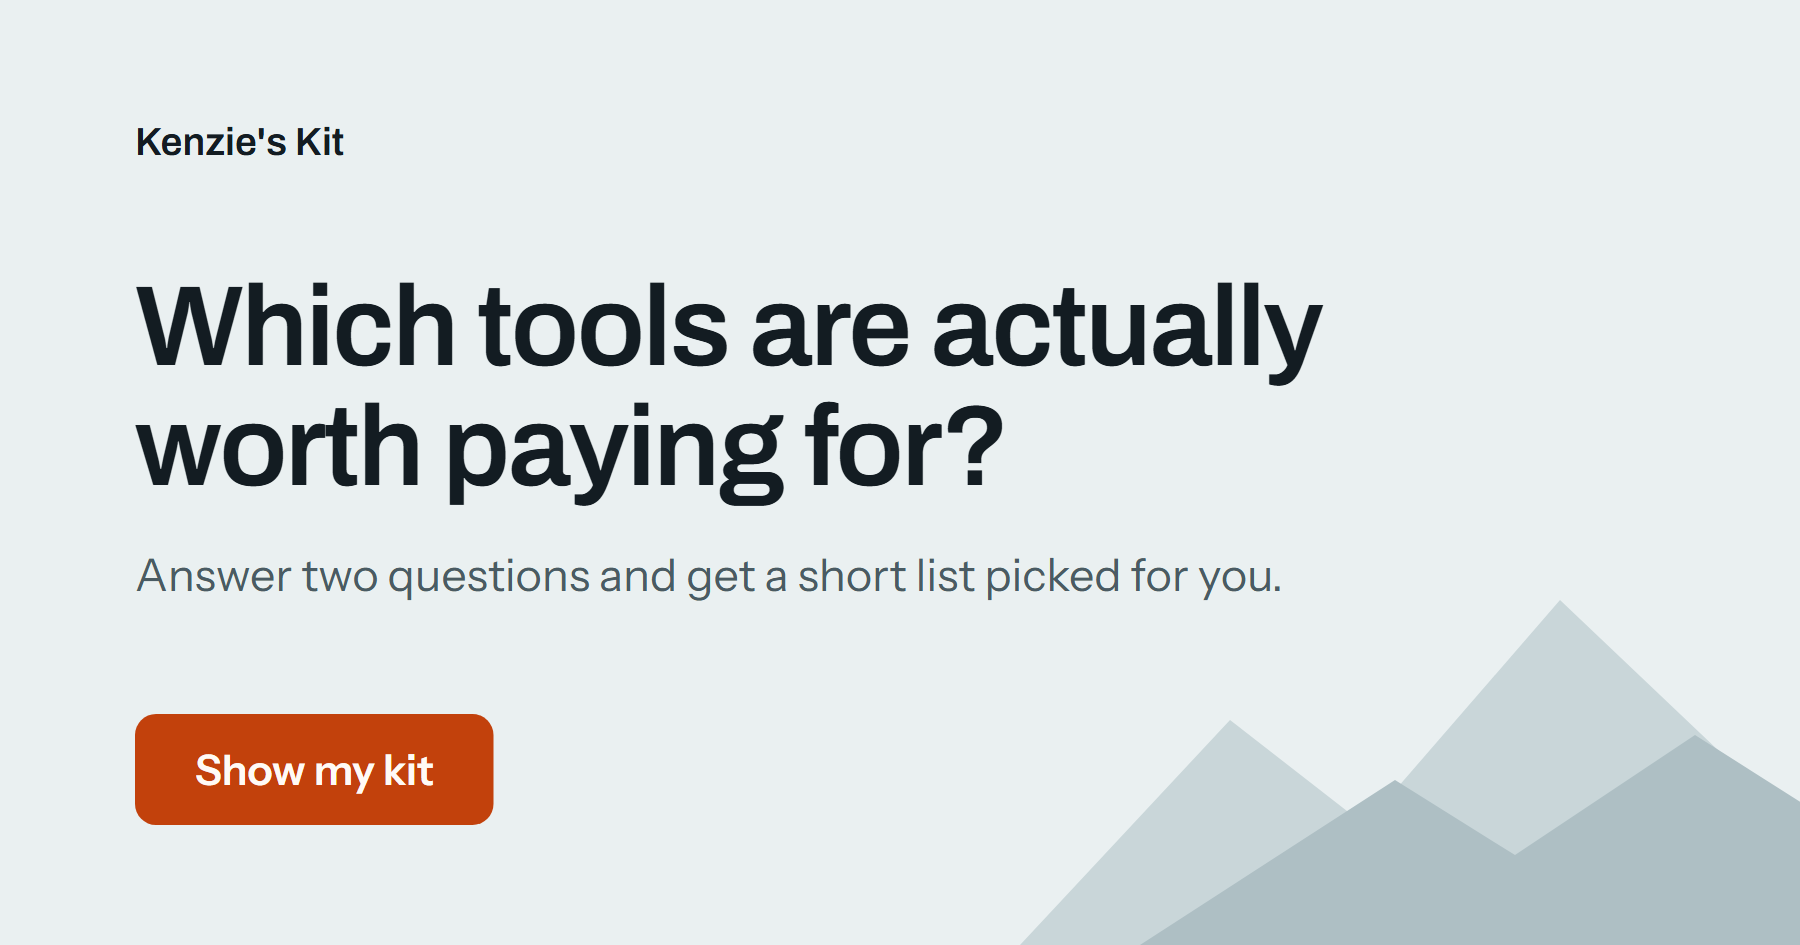 Kenzie's Kit
Which tools are actually
worth paying for?
Answer two questions and get a short list picked for you.
Show my kit